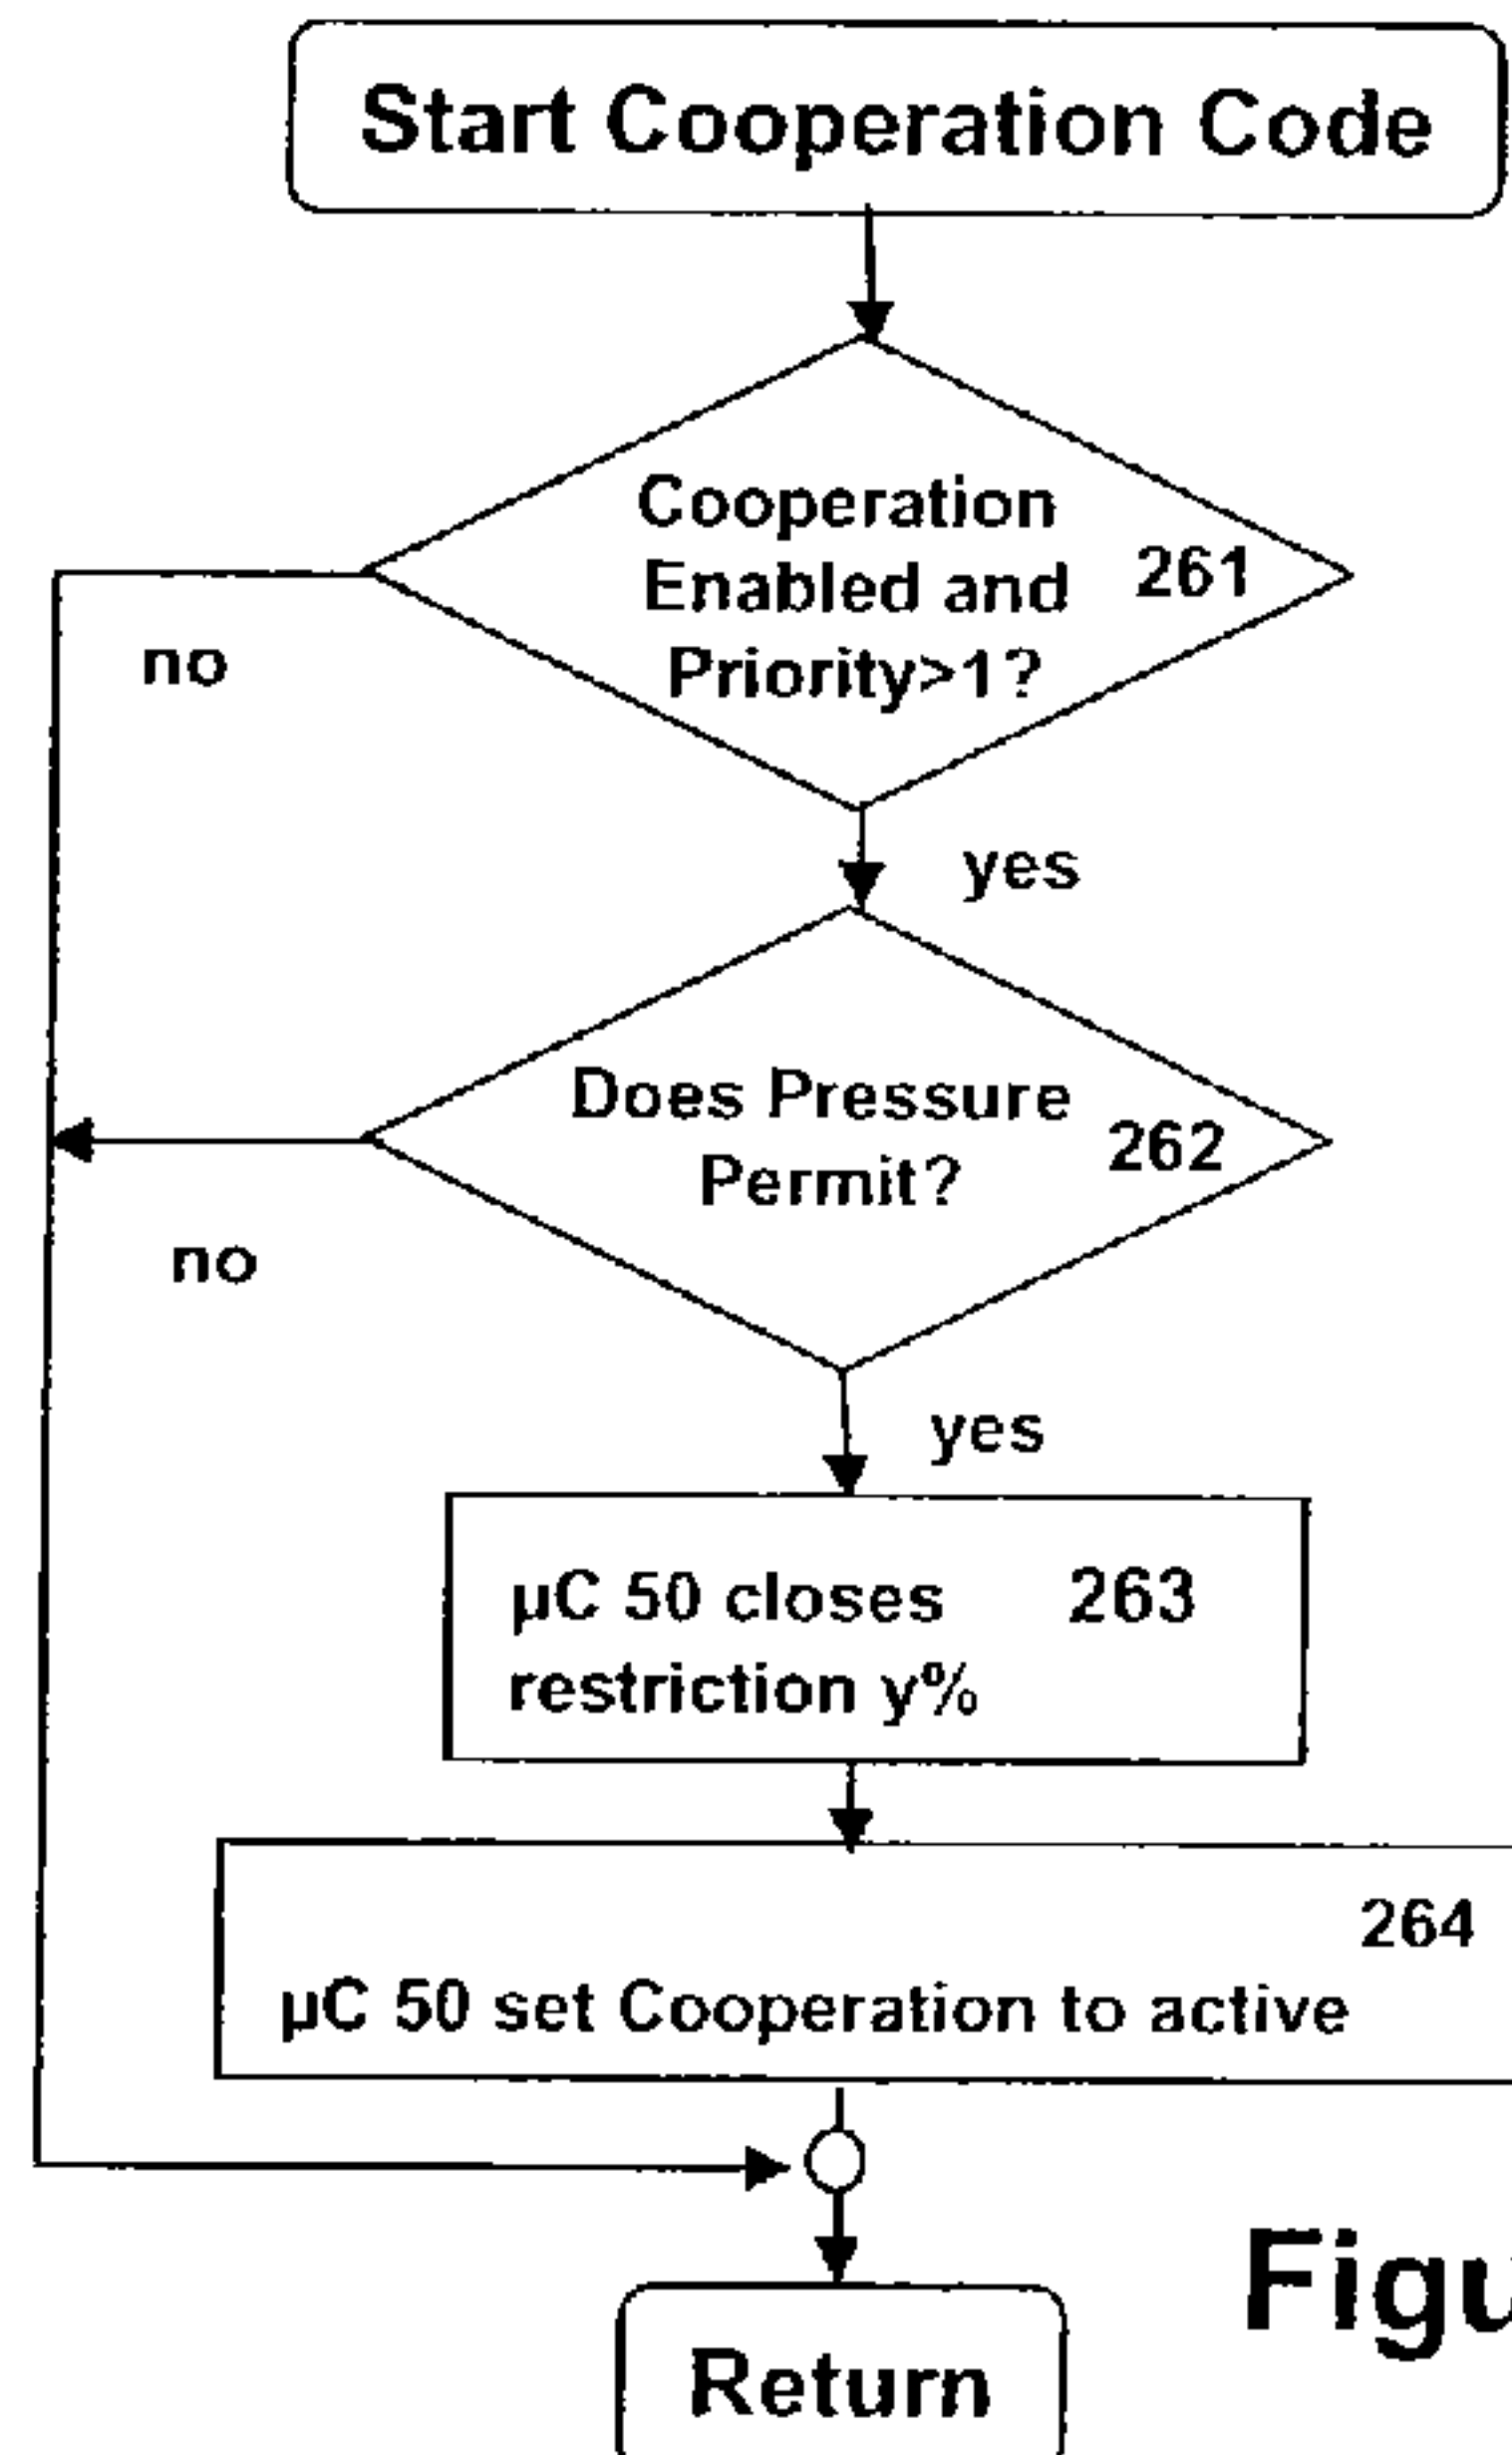 Start Cooperation Code
Cooperation
Enabled and 261
Priority>1?
no
yes
Does Pressure
Permit? 262
no
yes
µC 50 closes 263
restriction y%
264
µC 50 set Cooperation to active
Return